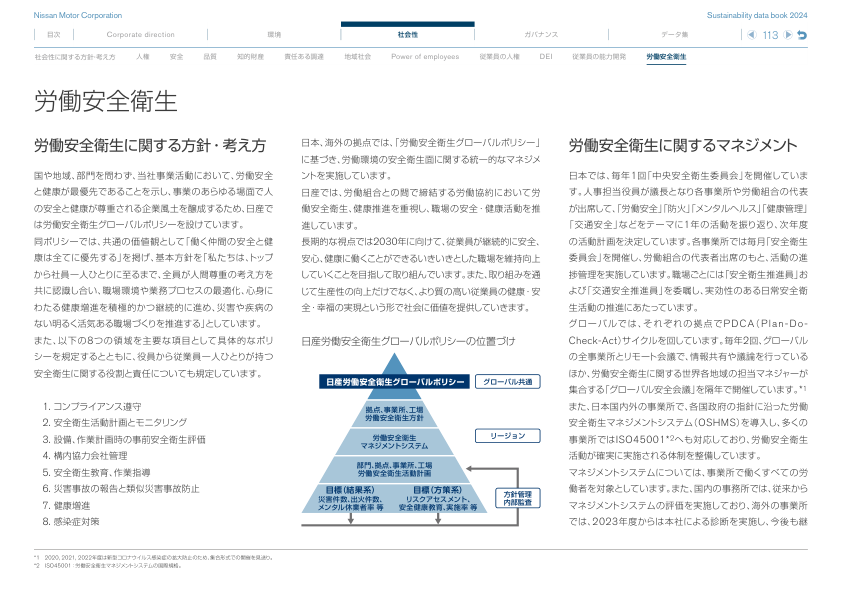 Nissan Motor Corporation
Sustainability data book 2024
目次
Corporate direction
環境
社会性
ガバナンス
データ集
113
社会性に関する方針・考え方
人権
安全
品質
知的財産
責任ある調達
地域社会
Power of employees
従業員の人権
DEI
従業員の能力開発
労働安全衛生
労働安全衛生
労働安全衛生に関する方針・考え方
国や地域、部門を問わず、当社事業活動において、労働安全
と健康が最優先であることを示し、事業のあらゆる場面で人
の安全と健康が尊重される企業風土を醸成するため、日産で
は労働安全衛生グローバルポリシーを設けています。
同ポリシーでは、共通の価値観として「働く仲間の安全と健
康は全てに優先する」を掲げ、基本方針を「私たちは、トップ
から社員一人ひとりに至るまで、全員が人間尊重の考え方を
共に認識し合い、職場環境や業務プロセスの最適化、心身に
わたる健康増進を積極的かつ継続的に進め、災害や疾病の
ない明るく活気ある職場づくりを推進する」としています。
また、以下の8つの領域を主要な項目として具体的なポリ
シーを規定するとともに、役員から従業員一人ひとりが持つ
安全衛生に関する役割と責任についても規定しています。
1. コンプライアンス遵守
2. 安全衛生活動計画とモニタリング
3. 設備、作業計画時の事前安全衛生評価
4. 構内協力会社管理
5. 安全衛生教育、作業指導
6. 災害事故の報告と類似災害事故防止
7. 健康増進
8. 感染症対策
日本、海外の拠点では、「労働安全衛生グローバルポリシー」
に基づき、労働環境の安全衛生面に関する統一的なマネジメ
ントを実施しています。
日産では、労働組合との間で締結する労働協約において労
働安全衛生、健康推進を重視し、職場の安全・健康活動を推
進しています。
長期的な視点では2030年に向けて、従業員が継続的に安全、
安心、健康に働くことができるいきいきとした職場を維持向上
していくことを目指して取り組んでいます。また、取り組みを通
じて生産性の向上だけでなく、より質の高い従業員の健康・安
全・幸福の実現という形で社会に価値を提供していきます。
日産労働安全衛生グローバルポリシーの位置づけ
日産労働安全衛生グローバルポリシー
グローバル共通
拠点、事業所、工場
労働安全衛生方針
労働安全衛生
マネジメントシステム
リージョン
部門、拠点、事業所、工場
労働安全衛生活動計画
目標（結果系）
災害件数、出火件数、
メンタル休業者率 等
目標（方策系）
リスクアセスメント、
安全健康教育、実施率 等
方針管理
内部監査
労働安全衛生に関するマネジメント
日本では、毎年1回「中央安全衛生委員会」を開催していま
す。人事担当役員が議長となり各事業所や労働組合の代表
が出席して、「労働安全」「防火」「メンタルヘルス」「健康管理」
「交通安全」などをテーマに1年の活動を振り返り、次年度
の活動計画を決定しています。各事業所では毎月「安全衛生
委員会」を開催し、労働組合の代表者出席のもと、活動の進
捗管理を実施しています。職場ごとには「安全衛生推進員」お
よび「交通安全推進員」を委嘱し、実効性のある日常安全衛
生活動の推進にあたっています。
グローバルでは、それぞれの拠点でPDCA（Plan-Do-
Check-Act）サイクルを回しています。毎年2回、グローバル
の全事業所とリモート会議で、情報共有や議論を行っている
ほか、労働安全衛生に関する世界各地域の担当マネジャーが
集合する「グローバル安全会議」を隔年で開催しています。*1
また、日本国内外の事業所で、各国政府の指針に沿った労働
安全衛生マネジメントシステム（OSHMS）を導入し、多くの
事業所ではISO45001*2へも対応しており、労働安全衛生
活動が確実に実施される体制を整備しています。
マネジメントシステムについては、事業所で働くすべての労
働者を対象としています。また、国内の事務所では、従来から
マネジメントシステムの評価を実施しており、海外の事業所
では、2023年度からは本社による診断を実施し、今後も継
*1 2020、2021、2022年度は新型コロナウイルス感染症の拡大防止のため、集合形式での開催を見送り。
*2 ISO45001：労働安全衛生マネジメントシステムの国際規格。